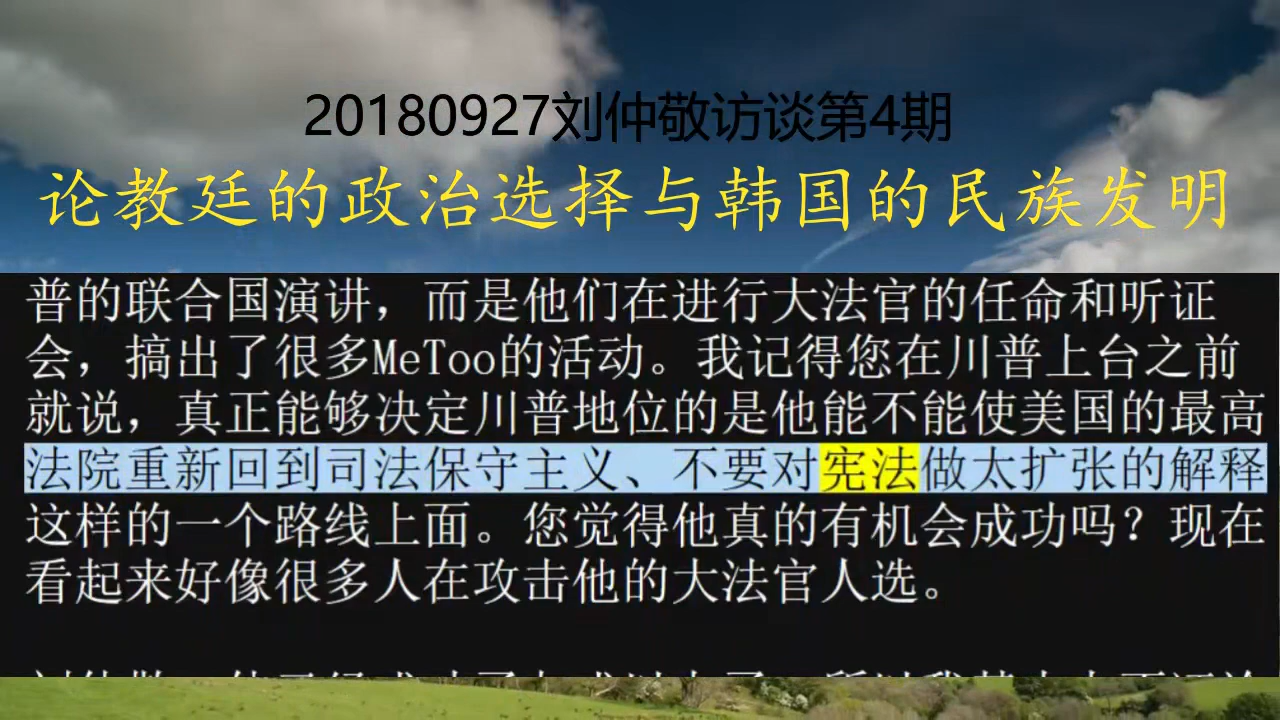 20180927刘仲敬访谈第4期
论教廷的政治选择与韩国的民族发明
普的联合国演讲，而是他们在进行大法官的任命和听证
会，搞出了很多MeToo的活动。我记得您在川普上台之前
就说，真正能够决定川普地位的是他能不能使美国的最高
法院重新回到司法保守主义、不要对宪法做太扩张的解释
这样的一个路线上面。您觉得他真的有机会成功吗？现在
看起来好像很多人在攻击他的大法官人选。